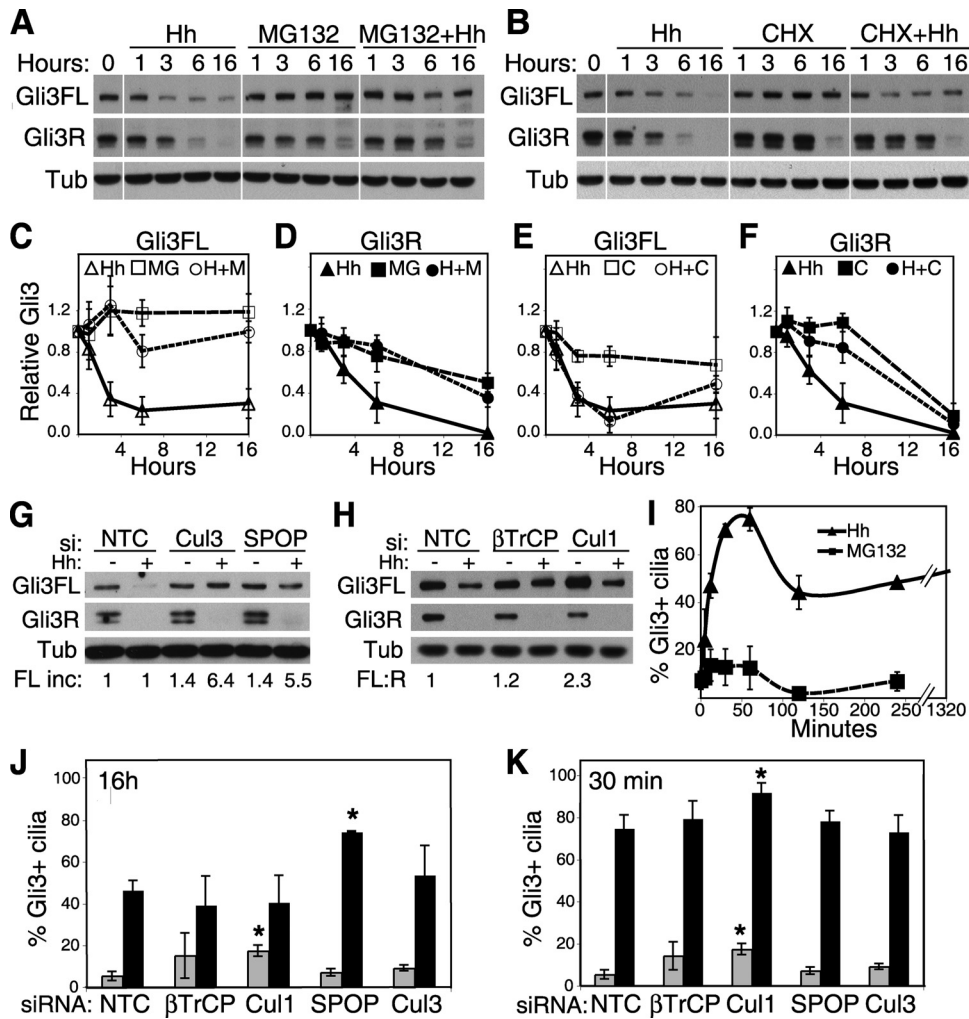 A
Hh MG132 MG132+Hh
Hours: 0 1 3 6 16 1 3 6 16 1 3 6 16
Gli3FL
Gli3R
Tub
B
Hh CHX CHX+Hh
Hours: 0 1 3 6 16 1 3 6 16 1 3 6 16
Gli3FL
Gli3R
Tub
C
Gli3FL
Hh MG H+M
Relative Gli3
1.2
0.8
0.4
0.0
4 8 12 16
Hours
D
Gli3R
Hh MG H+M
1.2
0.8
0.4
0.0
4 8 12 16
Hours
E
Gli3FL
Hh C H+C
1.2
0.8
0.4
0.0
4 8 12 16
Hours
F
Gli3R
Hh C H+C
1.2
0.8
0.4
0.0
4 8 12 16
Hours
G
si: NTC Cul3 SPOP
Hh: - + - + - +
Gli3FL
Gli3R
Tub
FL inc: 1 1 1.4 6.4 1.4 5.5
H
si: NTC βTrCP Cul1
Hh: - + - + - +
Gli3FL
Gli3R
Tub
FL:R 1 1.2 2.3
I
% Gli3+ cilia
80
60
40
20
Hh
MG132
0 50 100 150 200 250 1320
Minutes
J
16h
% Gli3+ cilia
100
80
60
40
20
0
* *
siRNA: NTC βTrCP Cul1 SPOP Cul3
K
30 min
% Gli3+ cilia
100
80
60
40
20
0
* *
siRNA: NTC βTrCP Cul1 SPOP Cul3